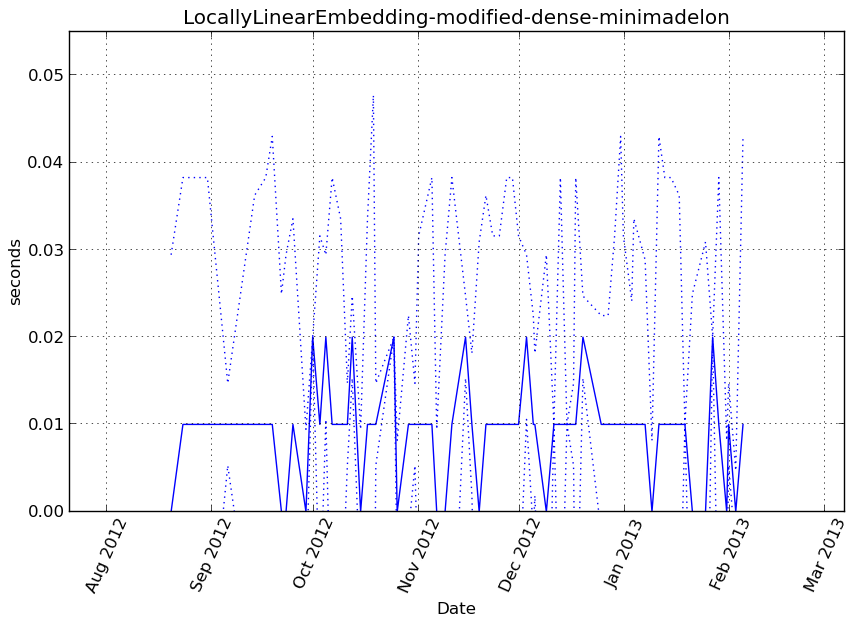 LocallyLinearEmbedding-modified-dense-minimadelon
0.05
0.04
0.03
0.02
0.01
0.00
seconds
Aug 2012
Sep 2012
Oct 2012
Nov 2012
Dec 2012
Jan 2013
Feb 2013
Mar 2013
Date